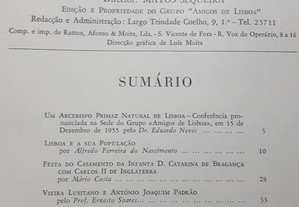 Director: MATOS SEQUEIRA
Edição e Propriedade do Grupo "Amigos de Lisboa"
Redacção e Administração: Largo Trindade Coelho, 9, 1.º - Tel. 25711
Comp. e imp. de Ramos, Afonso & Moita, Lda. - S. Vicente de Fora - R. Voz do Operário, 8 a 16
Direcção gráfica de Luís Moita
SUMÁRIO
Um Arcebispo Primaz Natural de Lisboa – Conferência pro-
nunciada na Sede do Grupo «Amigos de Lisboa», em 15 de
Dezembro de 1955 pelo Dr. Eduardo Neves 5
Lisboa e a sua População
por Alfredo Ferreira do Nascimento 10
Festa do Casamento da Infanta D. Catarina de Bragança
com Carlos II de Inglaterra
por Mário Costa 28
Vieira Lusitano e António Joaquim Padrão
pelo Prof. Ernesto Soares 33